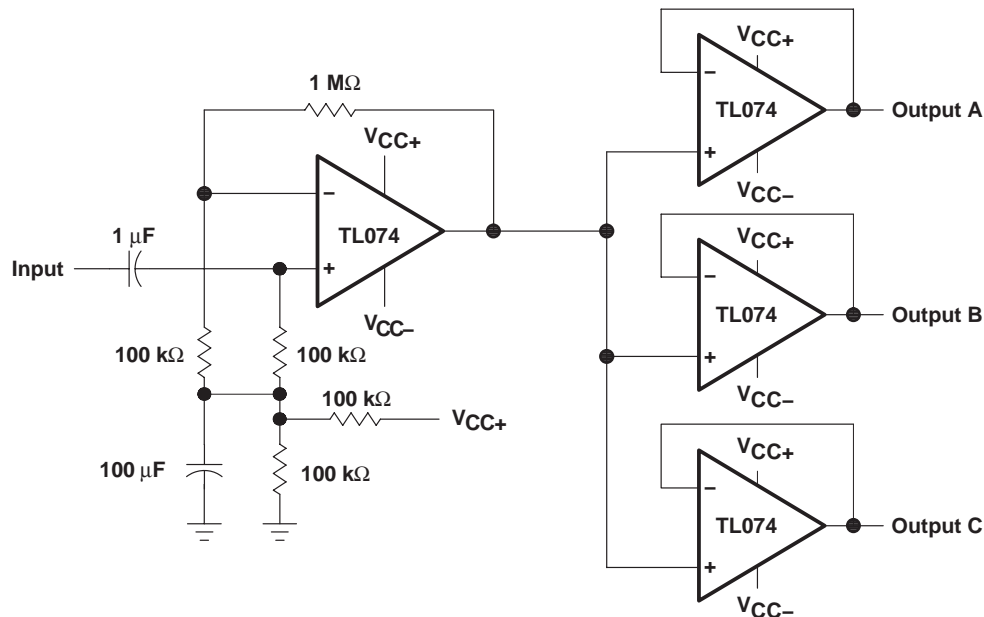 1 MΩ
VCC+
−
TL074
+
VCC−
1 μF
Input
100 kΩ
100 kΩ
100 kΩ
VCC+
100 μF
100 kΩ
VCC+
−
TL074
+
VCC−
Output A
VCC+
−
TL074
+
VCC−
Output B
VCC+
−
TL074
+
VCC−
Output C